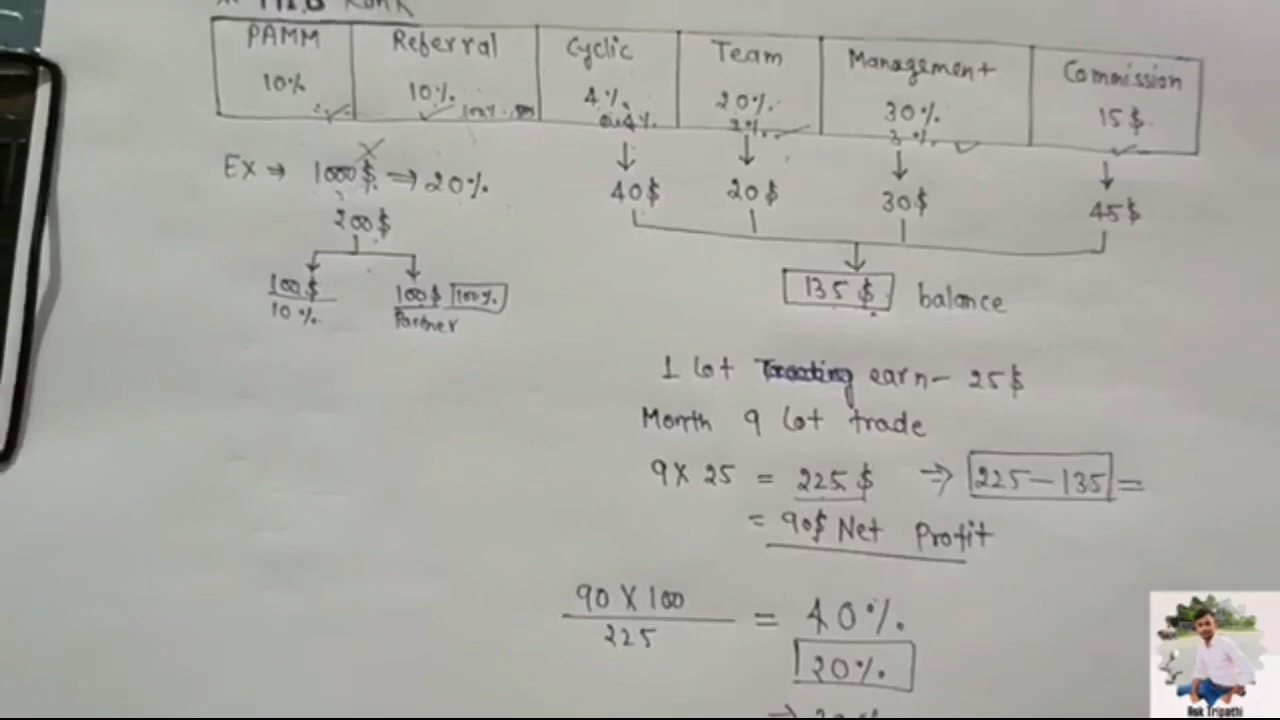 PAMM Referral Cyclic Team Management Commission
10% 10% 4% 20% 30% 15$
EX ⇒ 1000$ ⇒ 20%
200$
100$ 100$ 100%
10% Partner
40$ 20$ 30$ 45$
135$ balance
1 lot Trading earn - 25$
Month 9 lot trade
9 X 25 = 225$ ⇒ 225-135 =
= 90$ Net Profit
90 X 100 = 40%
225
20%
Ask Tripathi